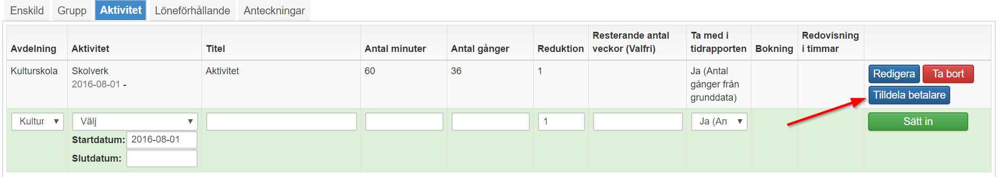 Enskild Grupp Aktivitet Löneförhållande Anteckningar
Avdelning Aktivitet Titel Antal minuter Antal gånger Reduktion Resterande antal veckor (Valfri) Ta med i tidrapporten Bokning Redovisning i timmar
Kulturskola Skolverk Aktivitet 60 36 1 Ja (Antal Redigera Ta bort
2016-08-01 - gånger från
grunddata) Tilldela betalare
Kultur Välj 1 Ja (An Sätt in
Startdatum: 2016-08-01
Slutdatum: